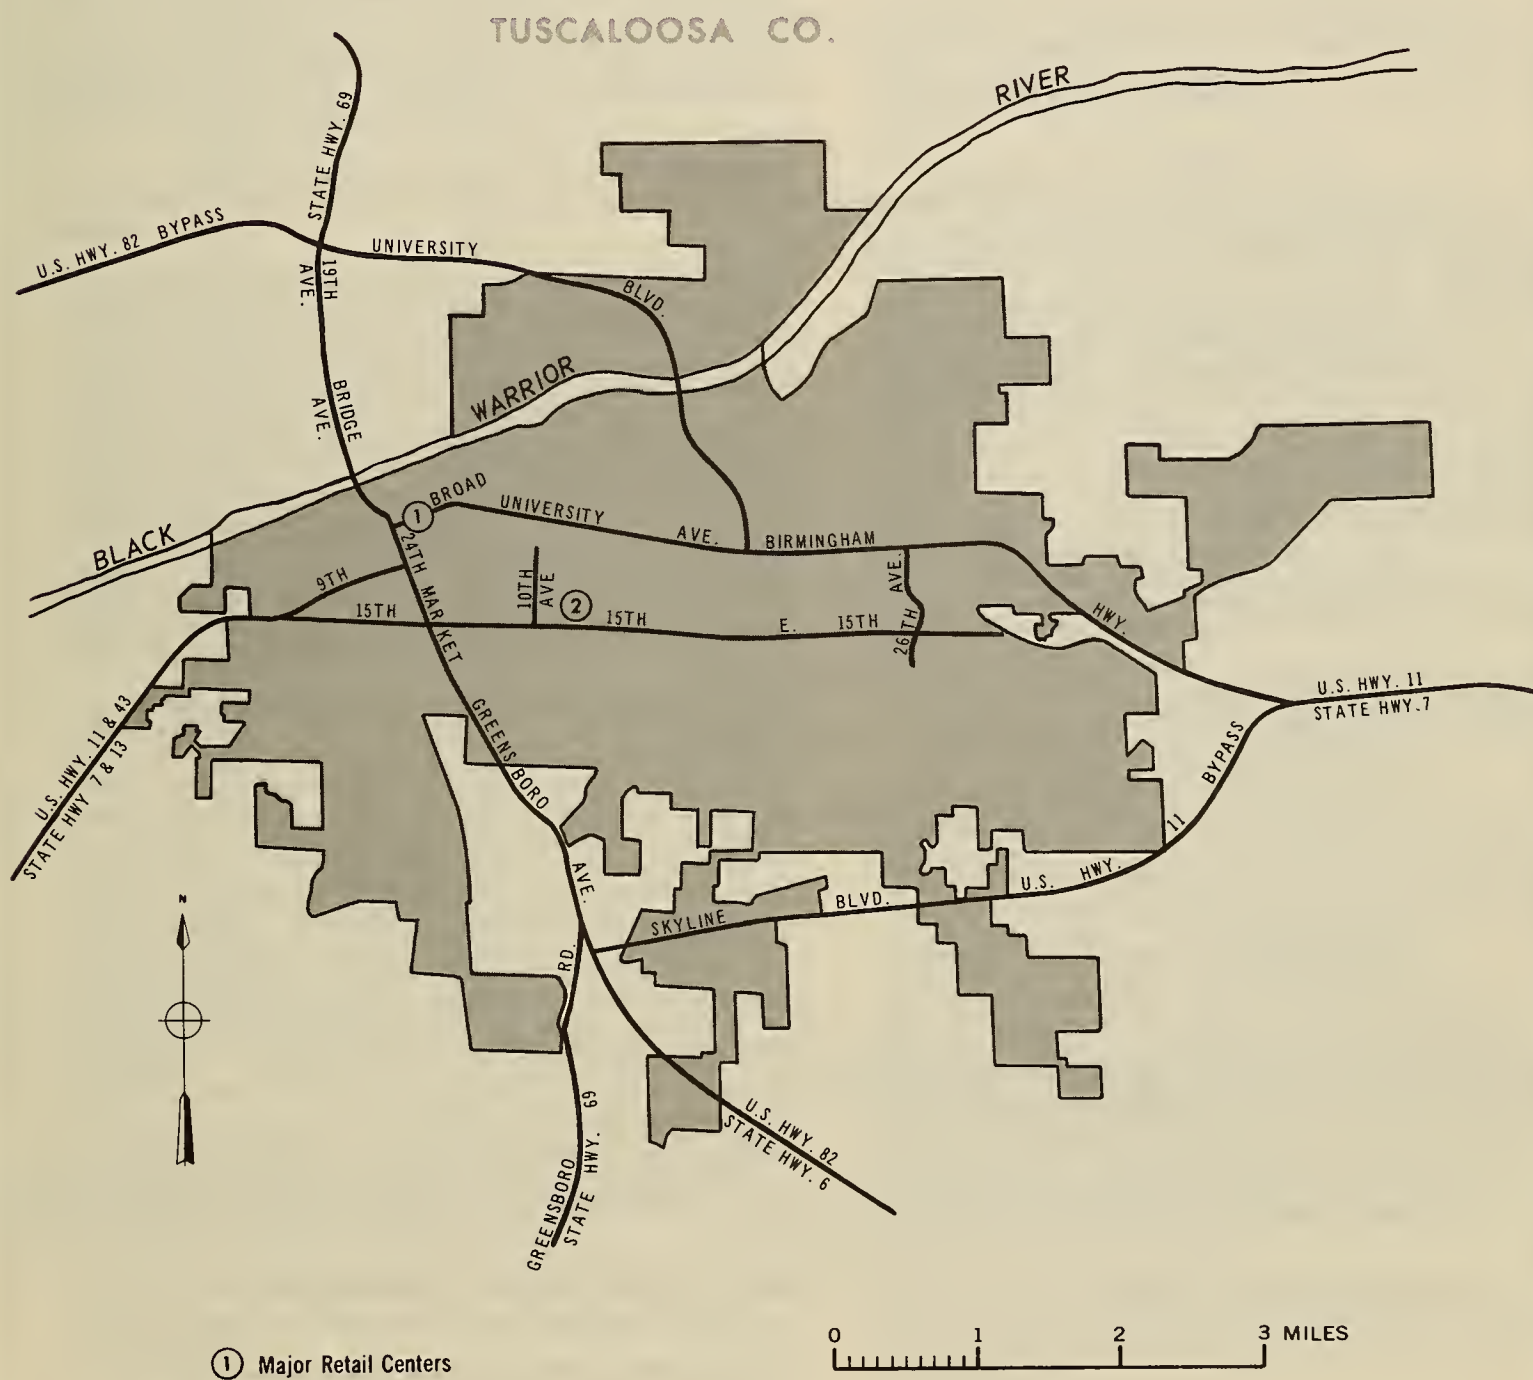 TUSCALOOSA CO.
RIVER
STATE HWY. 69
U.S. HWY. 82 BYPASS
UNIVERSITY
BLVD.
19TH
AVE.
BRIDGE
AVE.
WARRIOR
BLACK
1
BROAD
UNIVERSITY
AVE.
BIRMINGHAM
HWY.
24TH
MARKET
9TH
10TH
AVE
2
15TH
15TH
E.
15TH
26TH
AVE.
U.S. HWY. 11
STATE HWY. 7
U.S. HWY. 11 & 43
STATE HWY 7 & 13
GREENSBORO
AVE.
BYPASS
11
U.S. HWY.
BLVD.
SKYLINE
N
RD.
GREENSBORO
STATE HWY. 69
U.S. HWY. 82
STATE HWY. 6
0 1 2 3 MILES
1 Major Retail Centers